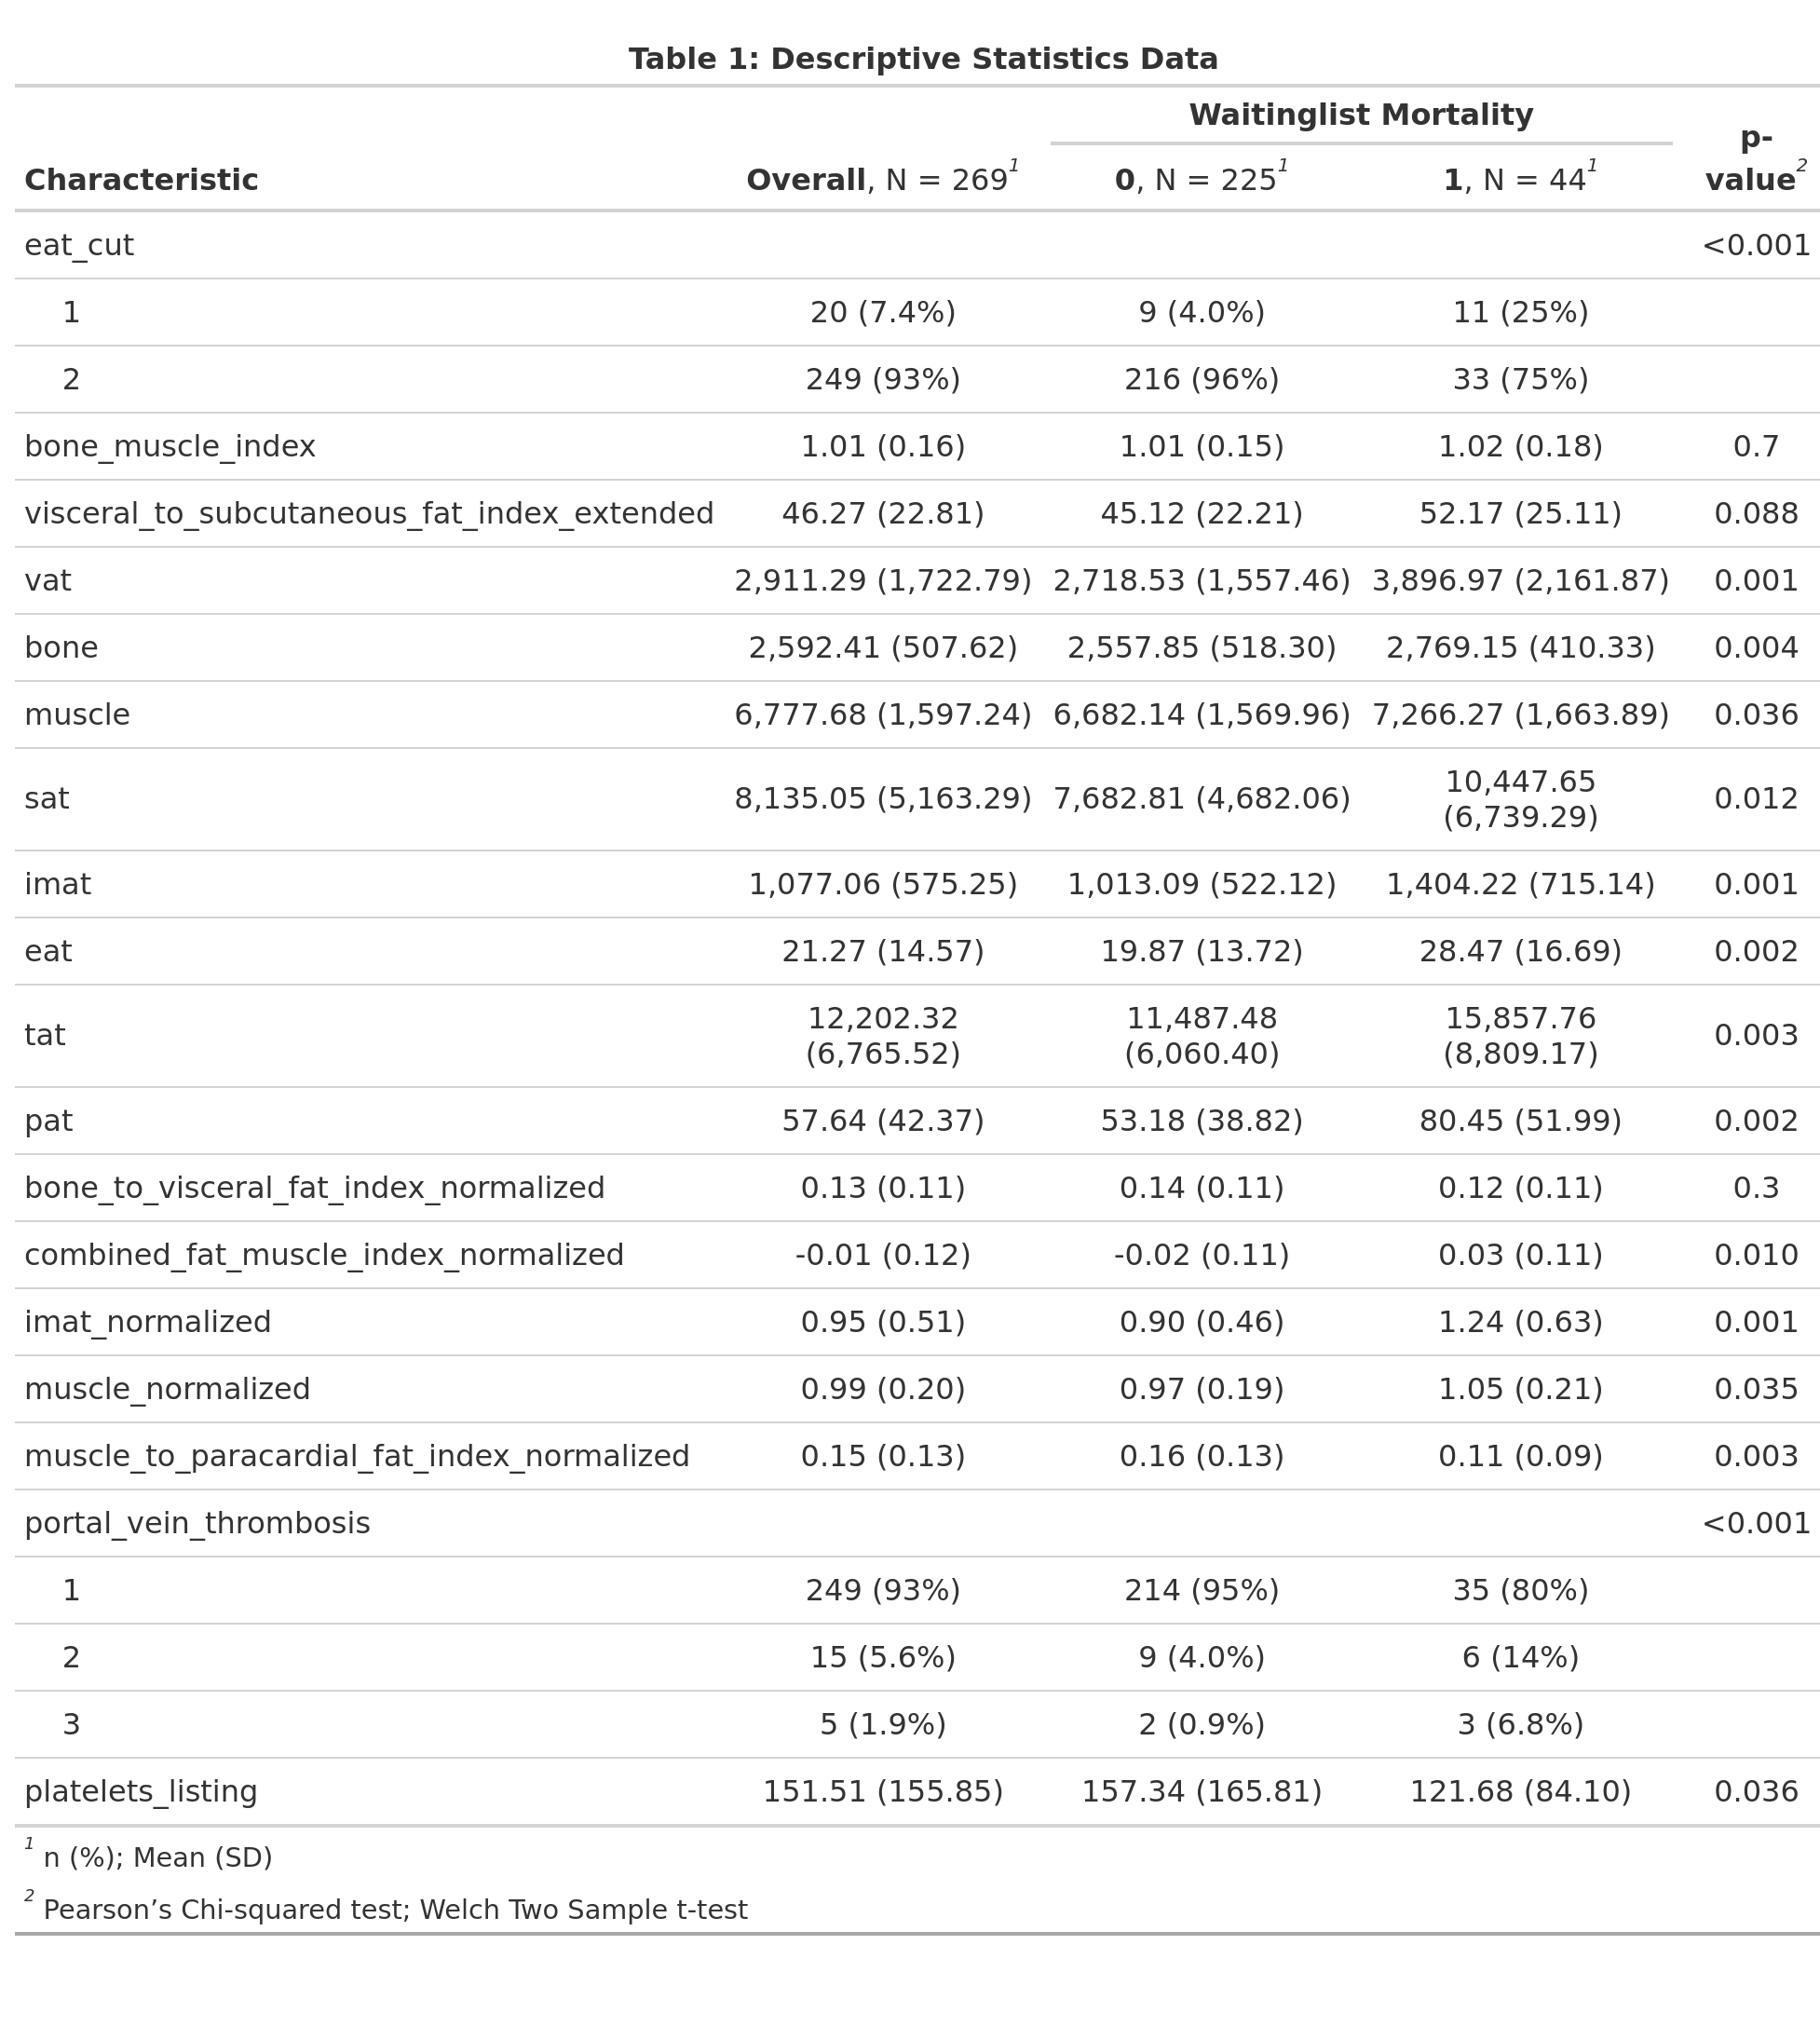 Table 1: Descriptive Statistics Data
Waitinglist Mortality
Characteristic Overall, N = 269¹ 0, N = 225¹ 1, N = 44¹ p-value²
eat_cut <0.001
1 20 (7.4%) 9 (4.0%) 11 (25%)
2 249 (93%) 216 (96%) 33 (75%)
bone_muscle_index 1.01 (0.16) 1.01 (0.15) 1.02 (0.18) 0.7
visceral_to_subcutaneous_fat_index_extended 46.27 (22.81) 45.12 (22.21) 52.17 (25.11) 0.088
vat 2,911.29 (1,722.79) 2,718.53 (1,557.46) 3,896.97 (2,161.87) 0.001
bone 2,592.41 (507.62) 2,557.85 (518.30) 2,769.15 (410.33) 0.004
muscle 6,777.68 (1,597.24) 6,682.14 (1,569.96) 7,266.27 (1,663.89) 0.036
sat 8,135.05 (5,163.29) 7,682.81 (4,682.06) 10,447.65 (6,739.29) 0.012
imat 1,077.06 (575.25) 1,013.09 (522.12) 1,404.22 (715.14) 0.001
eat 21.27 (14.57) 19.87 (13.72) 28.47 (16.69) 0.002
tat 12,202.32 (6,765.52) 11,487.48 (6,060.40) 15,857.76 (8,809.17) 0.003
pat 57.64 (42.37) 53.18 (38.82) 80.45 (51.99) 0.002
bone_to_visceral_fat_index_normalized 0.13 (0.11) 0.14 (0.11) 0.12 (0.11) 0.3
combined_fat_muscle_index_normalized -0.01 (0.12) -0.02 (0.11) 0.03 (0.11) 0.010
imat_normalized 0.95 (0.51) 0.90 (0.46) 1.24 (0.63) 0.001
muscle_normalized 0.99 (0.20) 0.97 (0.19) 1.05 (0.21) 0.035
muscle_to_paracardial_fat_index_normalized 0.15 (0.13) 0.16 (0.13) 0.11 (0.09) 0.003
portal_vein_thrombosis <0.001
1 249 (93%) 214 (95%) 35 (80%)
2 15 (5.6%) 9 (4.0%) 6 (14%)
3 5 (1.9%) 2 (0.9%) 3 (6.8%)
platelets_listing 151.51 (155.85) 157.34 (165.81) 121.68 (84.10) 0.036
¹ n (%); Mean (SD)
² Pearson’s Chi-squared test; Welch Two Sample t-test